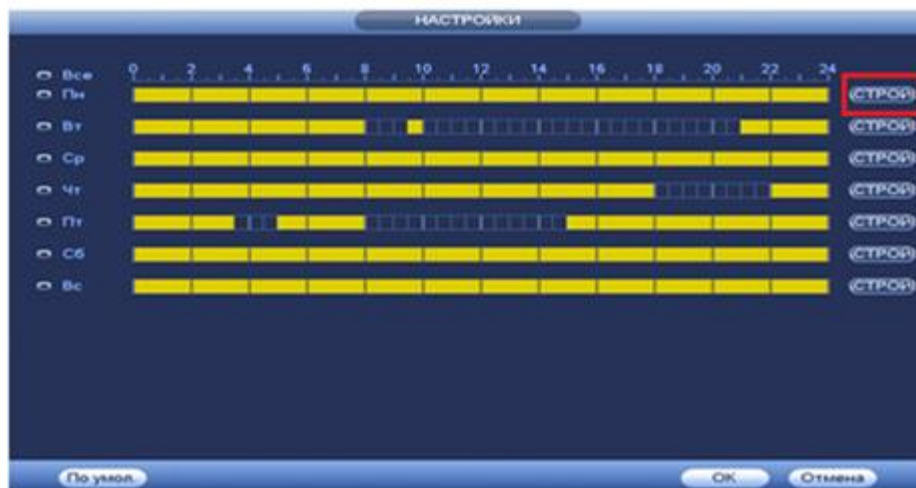 НАСТРОЙКИ
Все 0 2 4 6 8 10 12 14 16 18 20 22 24
Пн СТРОЙ
Вт СТРОЙ
Ср СТРОЙ
Чт СТРОЙ
Пт СТРОЙ
Сб СТРОЙ
Вс СТРОЙ
По умол. OK Отмена